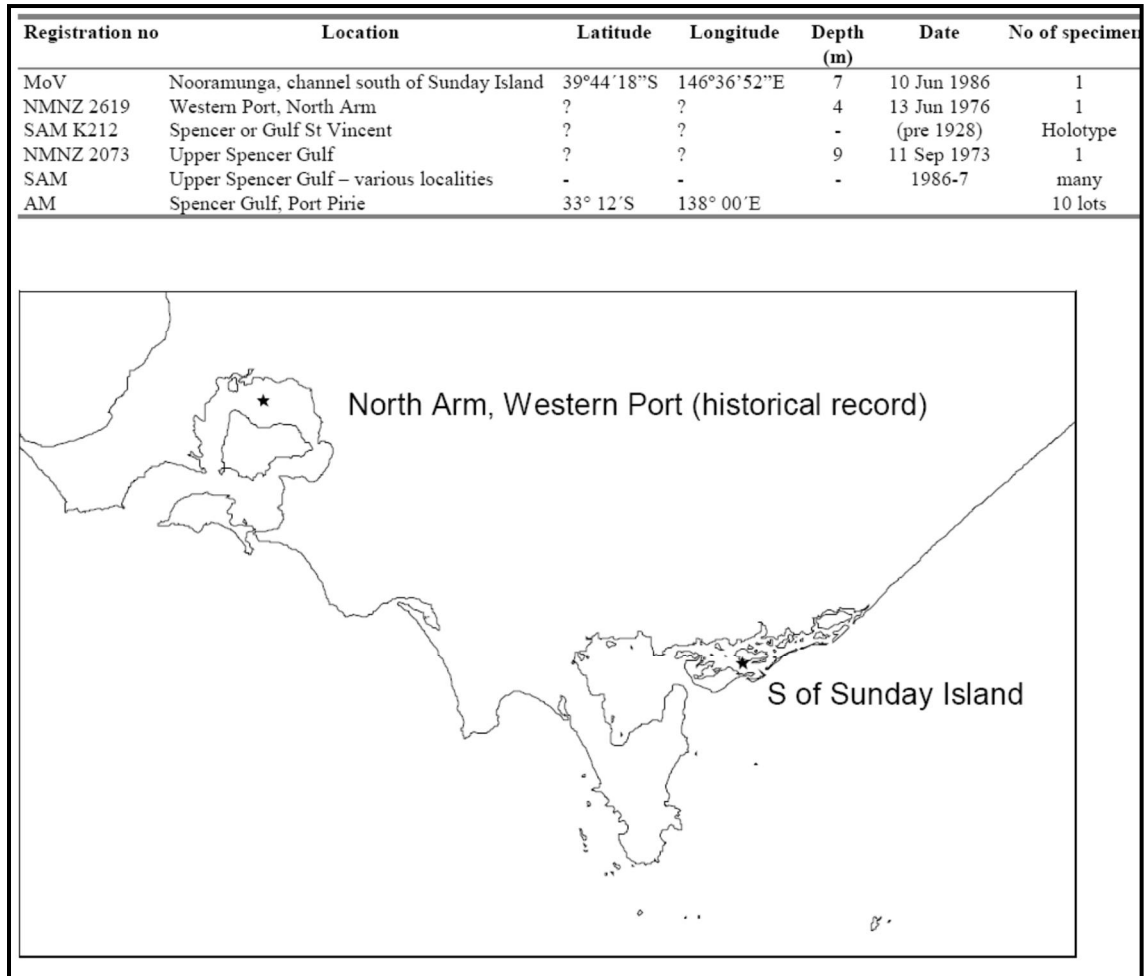 Registration no Location Latitude Longitude Depth (m) Date No of specimen
MoV Nooramunga, channel south of Sunday Island 39°44´18”S 146°36’52”E 7 10 Jun 1986 1
NMNZ 2619 Western Port, North Arm ? ? 4 13 Jun 1976 1
SAM K212 Spencer or Gulf St Vincent ? ? - (pre 1928) Holotype
NMNZ 2073 Upper Spencer Gulf ? ? 9 11 Sep 1973 1
SAM Upper Spencer Gulf – various localities - - - 1986-7 many
AM Spencer Gulf, Port Pirie 33° 12´S 138° 00´E 10 lots
North Arm, Western Port (historical record)
S of Sunday Island